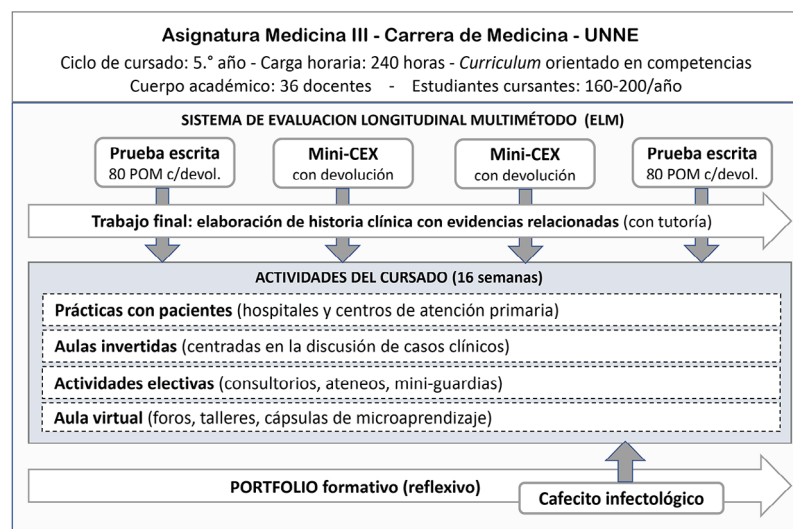 Asignatura Medicina III - Carrera de Medicina - UNNE
Ciclo de cursado: 5.° año - Carga horaria: 240 horas - Curriculum orientado en competencias
Cuerpo académico: 36 docentes - Estudiantes cursantes: 160-200/año
SISTEMA DE EVALUACION LONGITUDINAL MULTIMÉTODO (ELM)
Prueba escrita
80 POM c/devol.
Mini-CEX
con devolución
Mini-CEX
con devolución
Prueba escrita
80 POM c/devol.
Trabajo final: elaboración de historia clínica con evidencias relacionadas (con tutoría)
ACTIVIDADES DEL CURSADO (16 semanas)
Prácticas con pacientes (hospitales y centros de atención primaria)
Aulas invertidas (centradas en la discusión de casos clínicos)
Actividades electivas (consultorios, ateneos, mini-guardias)
Aula virtual (foros, talleres, cápsulas de microaprendizaje)
PORTFOLIO formativo (reflexivo)
Cafecito infectológico